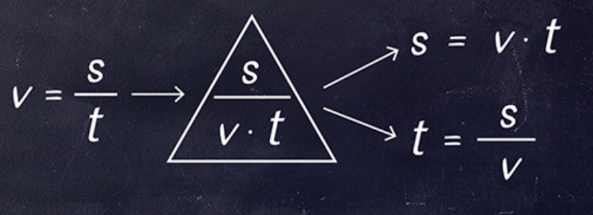 v = s/t
s
v · t
s = v · t
t = s/v